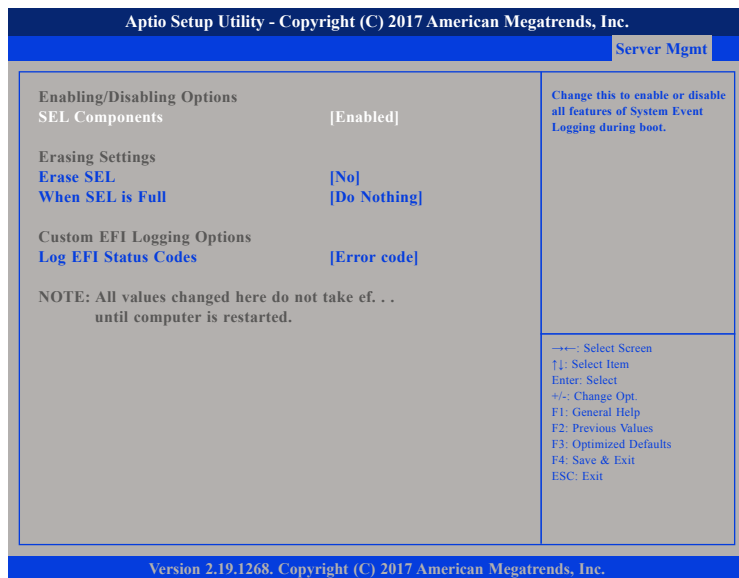 Aptio Setup Utility - Copyright (C) 2017 American Megatrends, Inc.
Server Mgmt
Enabling/Disabling Options
SEL Components [Enabled]
Erasing Settings
Erase SEL [No]
When SEL is Full [Do Nothing]
Custom EFI Logging Options
Log EFI Status Codes [Error code]
NOTE: All values changed here do not take ef. . .
until computer is restarted.
Change this to enable or disable
all features of System Event
Logging during boot.
→←: Select Screen
↑↓: Select Item
Enter: Select
+/-: Change Opt.
F1: General Help
F2: Previous Values
F3: Optimized Defaults
F4: Save & Exit
ESC: Exit
Version 2.19.1268. Copyright (C) 2017 American Megatrends, Inc.